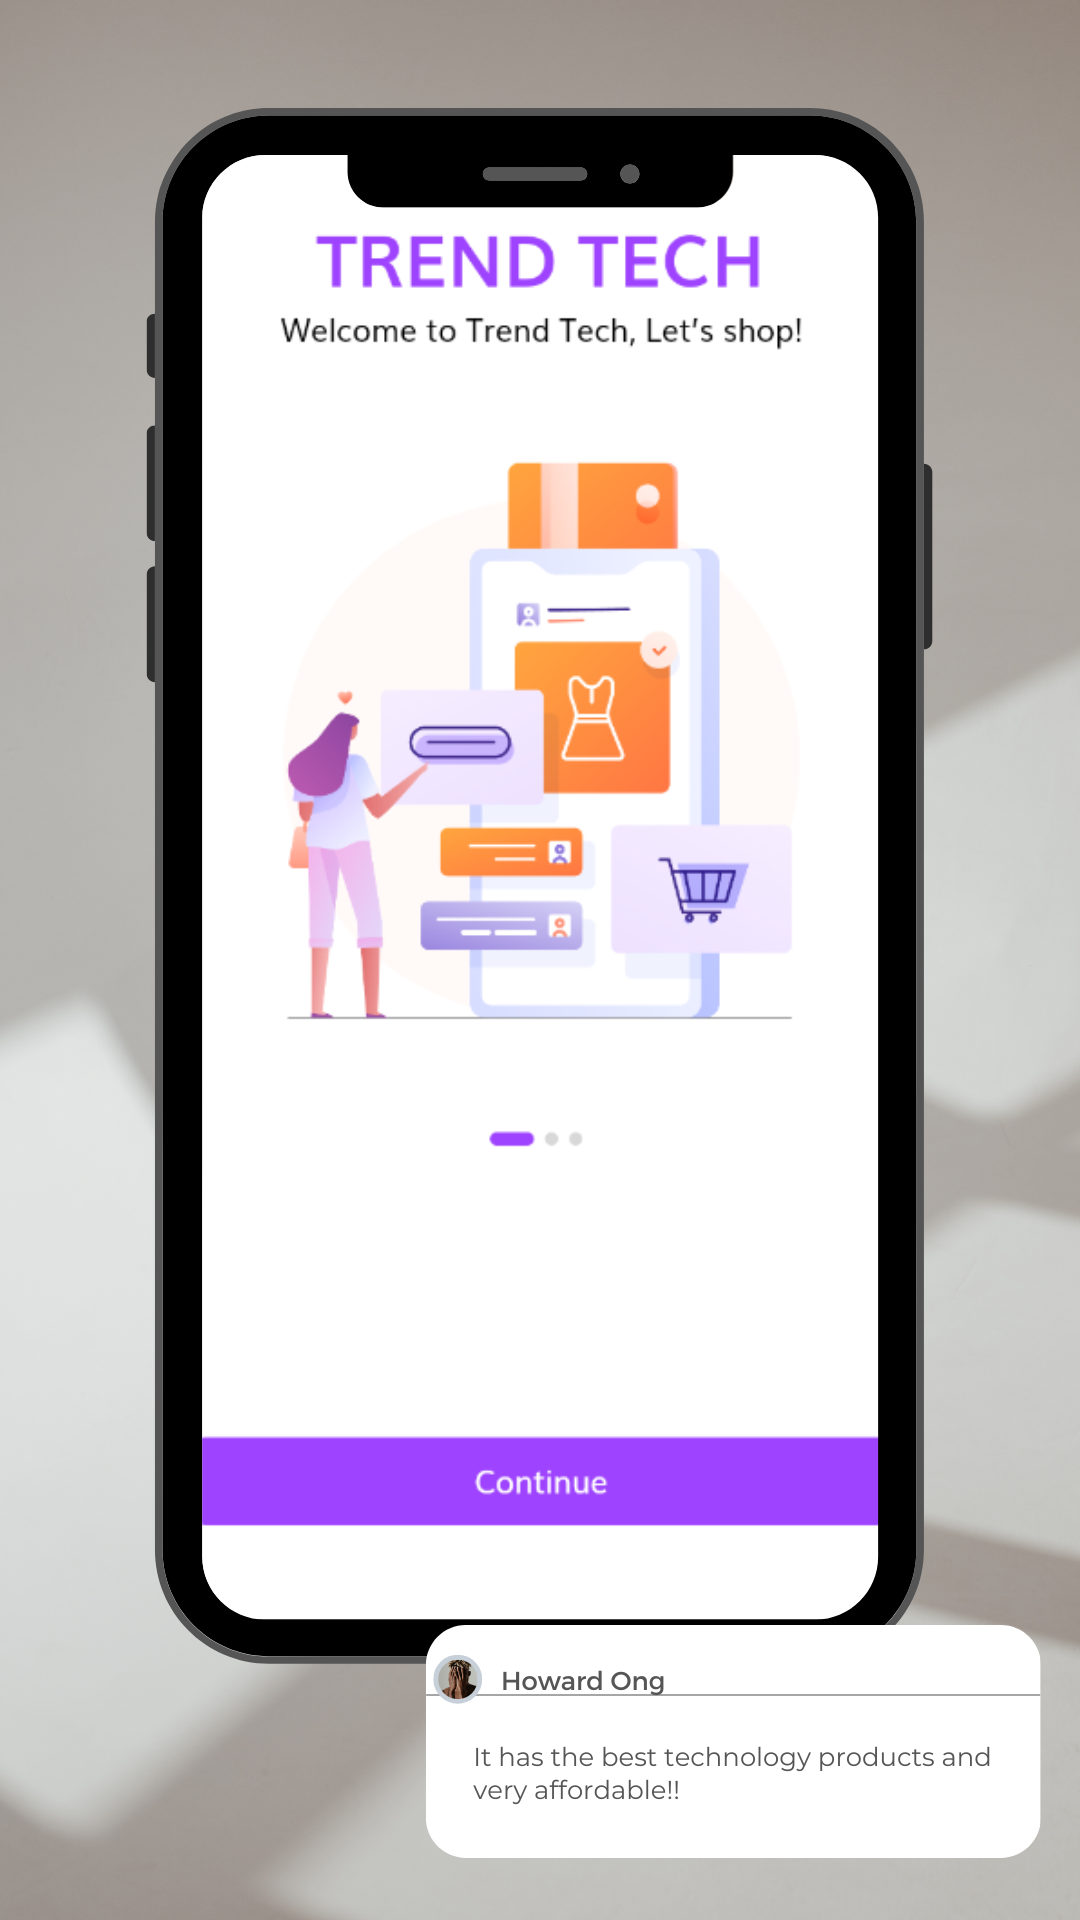 TREND TECH
Welcome to Trend Tech, Let's shop!
Continue
Howard Ong
It has the best technology products and
very affordable!!